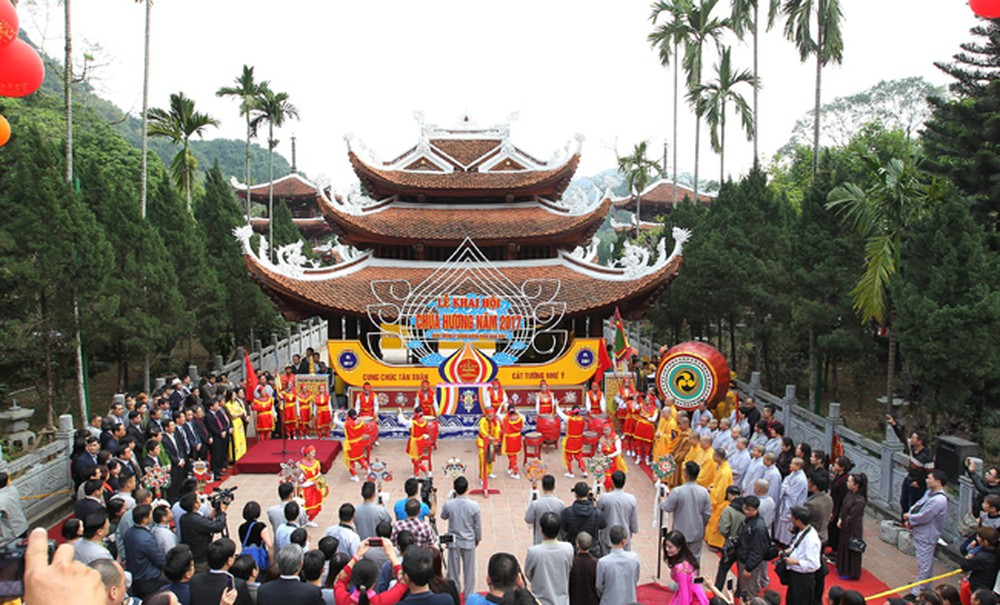 LỄ KHAI HỘI
CHÙA HƯƠNG NĂM 2017
CUNG CHÚC TÂN XUÂN
CÁT TƯỜNG NHƯ Ý